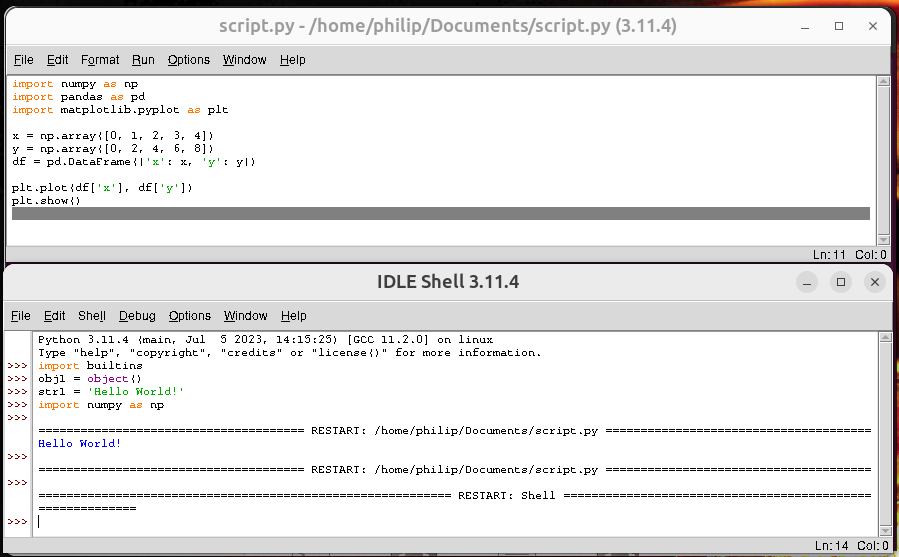 script.py - /home/philip/Documents/script.py (3.11.4)
File Edit Format Run Options Window Help
import numpy as np
import pandas as pd
import matplotlib.pyplot as plt
x = np.array([0, 1, 2, 3, 4])
y = np.array([0, 2, 4, 6, 8])
df = pd.DataFrame({'x': x, 'y': y})
plt.plot(df['x'], df['y'])
plt.show()
Ln: 11 Col: 0
IDLE Shell 3.11.4
File Edit Shell Debug Options Window Help
Python 3.11.4 (main, Jul  5 2023, 14:15:25) [GCC 11.2.0] on linux
Type "help", "copyright", "credits" or "license()" for more information.
>>> import builtins
>>> obj1 = object()
>>> str1 = 'Hello World!'
>>> import numpy as np
>>>
====================================== RESTART: /home/philip/Documents/script.py ======================================
Hello World!
>>>
====================================== RESTART: /home/philip/Documents/script.py ======================================
>>>
=========================================================== RESTART: Shell ============================================
==============
>>>
Ln: 14 Col: 0